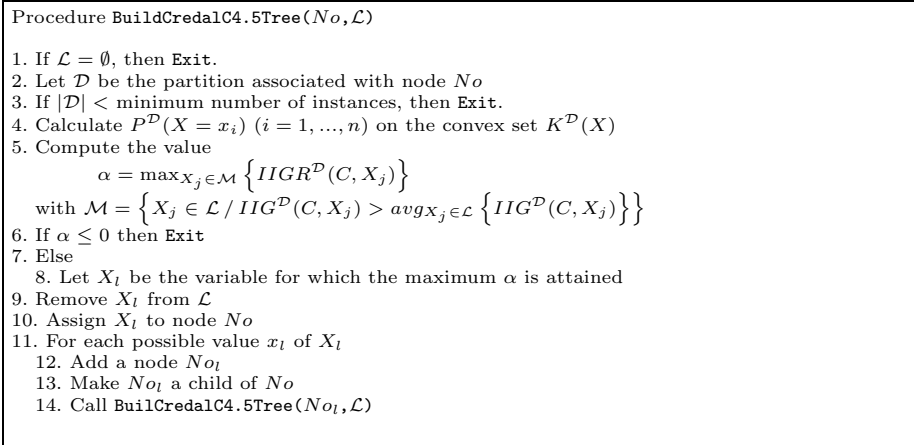 Procedure BuildCredalC4.5Tree(No,ℒ)
1. If ℒ = ∅, then Exit.
2. Let 𝒟 be the partition associated with node No
3. If |𝒟| < minimum number of instances, then Exit.
4. Calculate P^𝒟(X = x_i) (i = 1, ..., n) on the convex set K^𝒟(X)
5. Compute the value
α = max_{X_j∈ℳ} {IIGR^𝒟(C, X_j)}
with ℳ = {X_j ∈ ℒ / IIG^𝒟(C, X_j) > avg_{X_j∈ℒ} {IIG^𝒟(C, X_j)}}
6. If α ≤ 0 then Exit
7. Else
8. Let X_l be the variable for which the maximum α is attained
9. Remove X_l from ℒ
10. Assign X_l to node No
11. For each possible value x_l of X_l
12. Add a node No_l
13. Make No_l a child of No
14. Call BuilCredalC4.5Tree(No_l,ℒ)